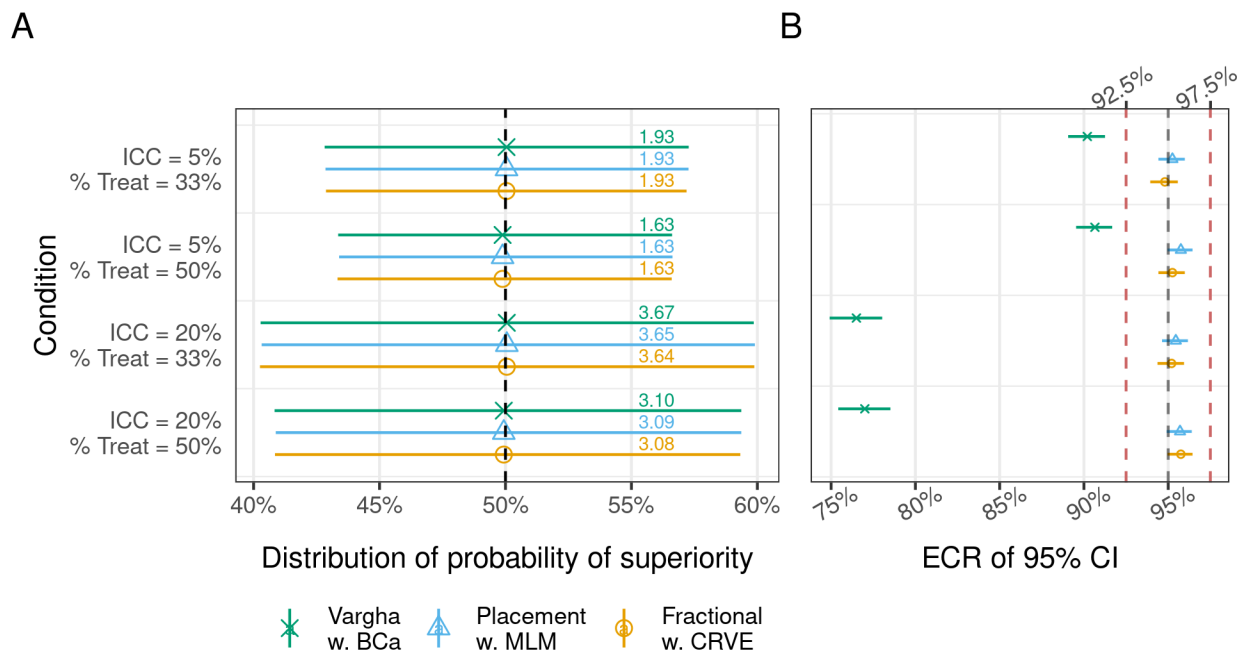 A
B
92.5%
97.5%
Condition
ICC = 5%
% Treat = 33%
ICC = 5%
% Treat = 50%
ICC = 20%
% Treat = 33%
ICC = 20%
% Treat = 50%
1.93
1.93
1.93
1.63
1.63
1.63
3.67
3.65
3.64
3.10
3.09
3.08
40%
45%
50%
55%
60%
75%
80%
85%
90%
95%
Distribution of probability of superiority
ECR of 95% CI
a
Vargha
w. BCa
a
Placement
w. MLM
a
Fractional
w. CRVE